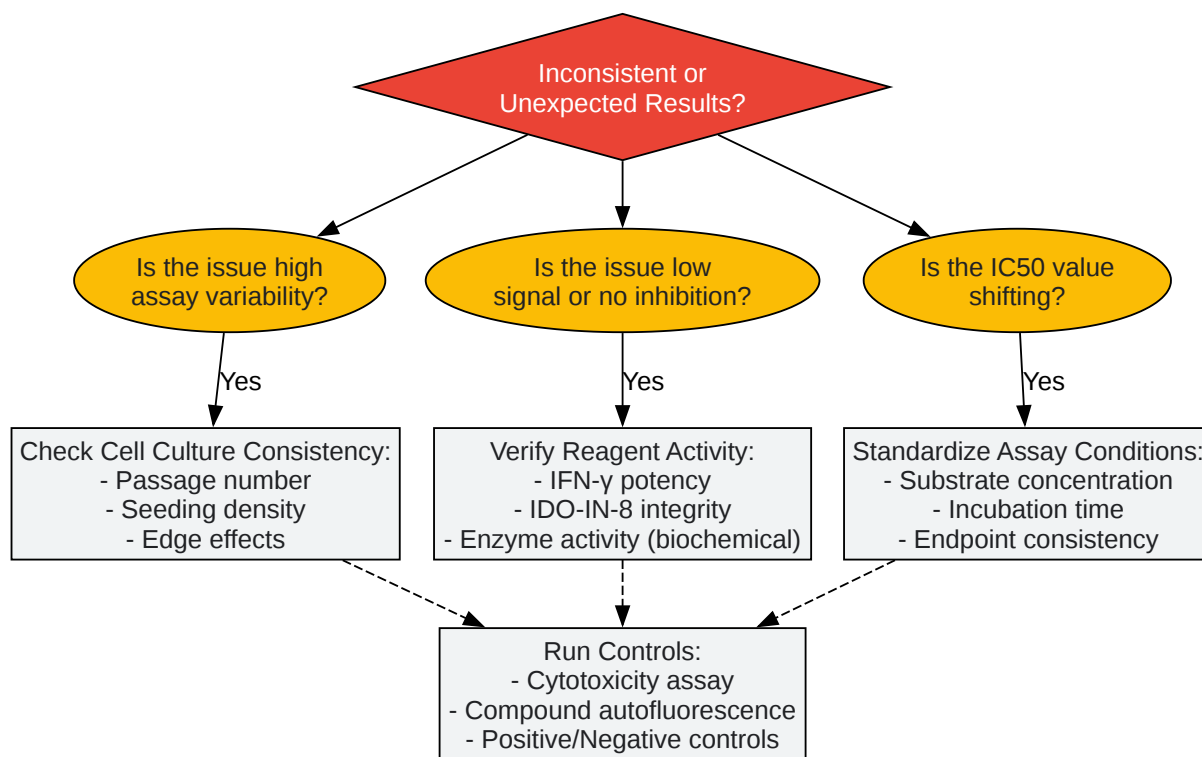 Inconsistent or
Unexpected Results?
Is the issue high
assay variability?
Is the issue low
signal or no inhibition?
Is the IC50 value
shifting?
Yes
Yes
Yes
Check Cell Culture Consistency:
- Passage number
- Seeding density
- Edge effects
Verify Reagent Activity:
- IFN-γ potency
- IDO-IN-8 integrity
- Enzyme activity (biochemical)
Standardize Assay Conditions:
- Substrate concentration
- Incubation time
- Endpoint consistency
Run Controls:
- Cytotoxicity assay
- Compound autofluorescence
- Positive/Negative controls